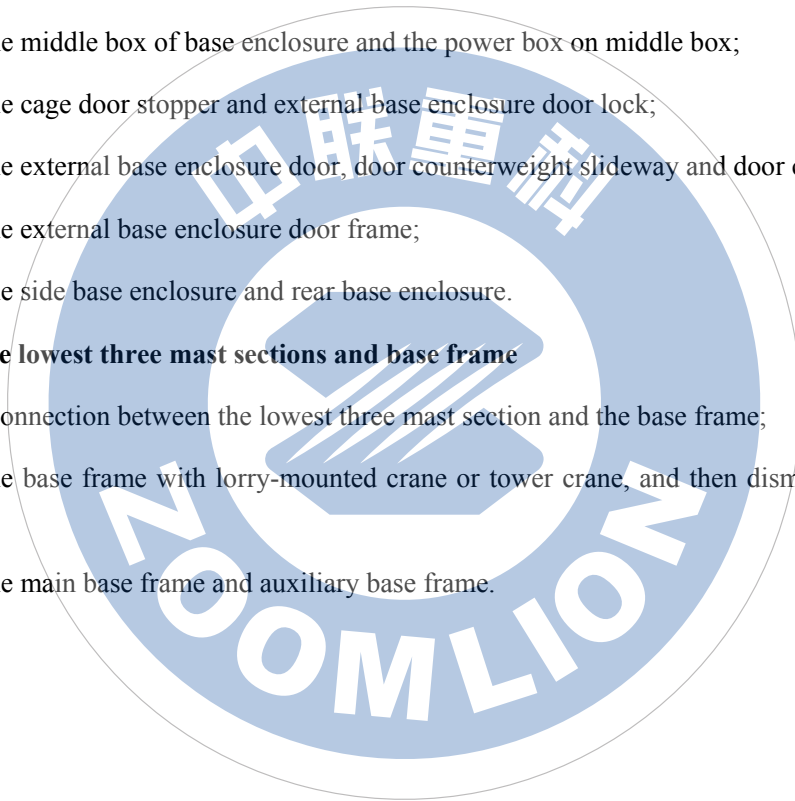 e middle box of base enclosure and the power box on middle box;
e cage door stopper and external base enclosure door lock;
中联重科
e external base enclosure door, door counterweight slideway and door
e external base enclosure door frame;
e side base enclosure and rear base enclosure.
e lowest three mast sections and base frame
onnection between the lowest three mast section and the base frame;
e base frame with lorry-mounted crane or tower crane, and then dism
e main base frame and auxiliary base frame.
ZOOMLION